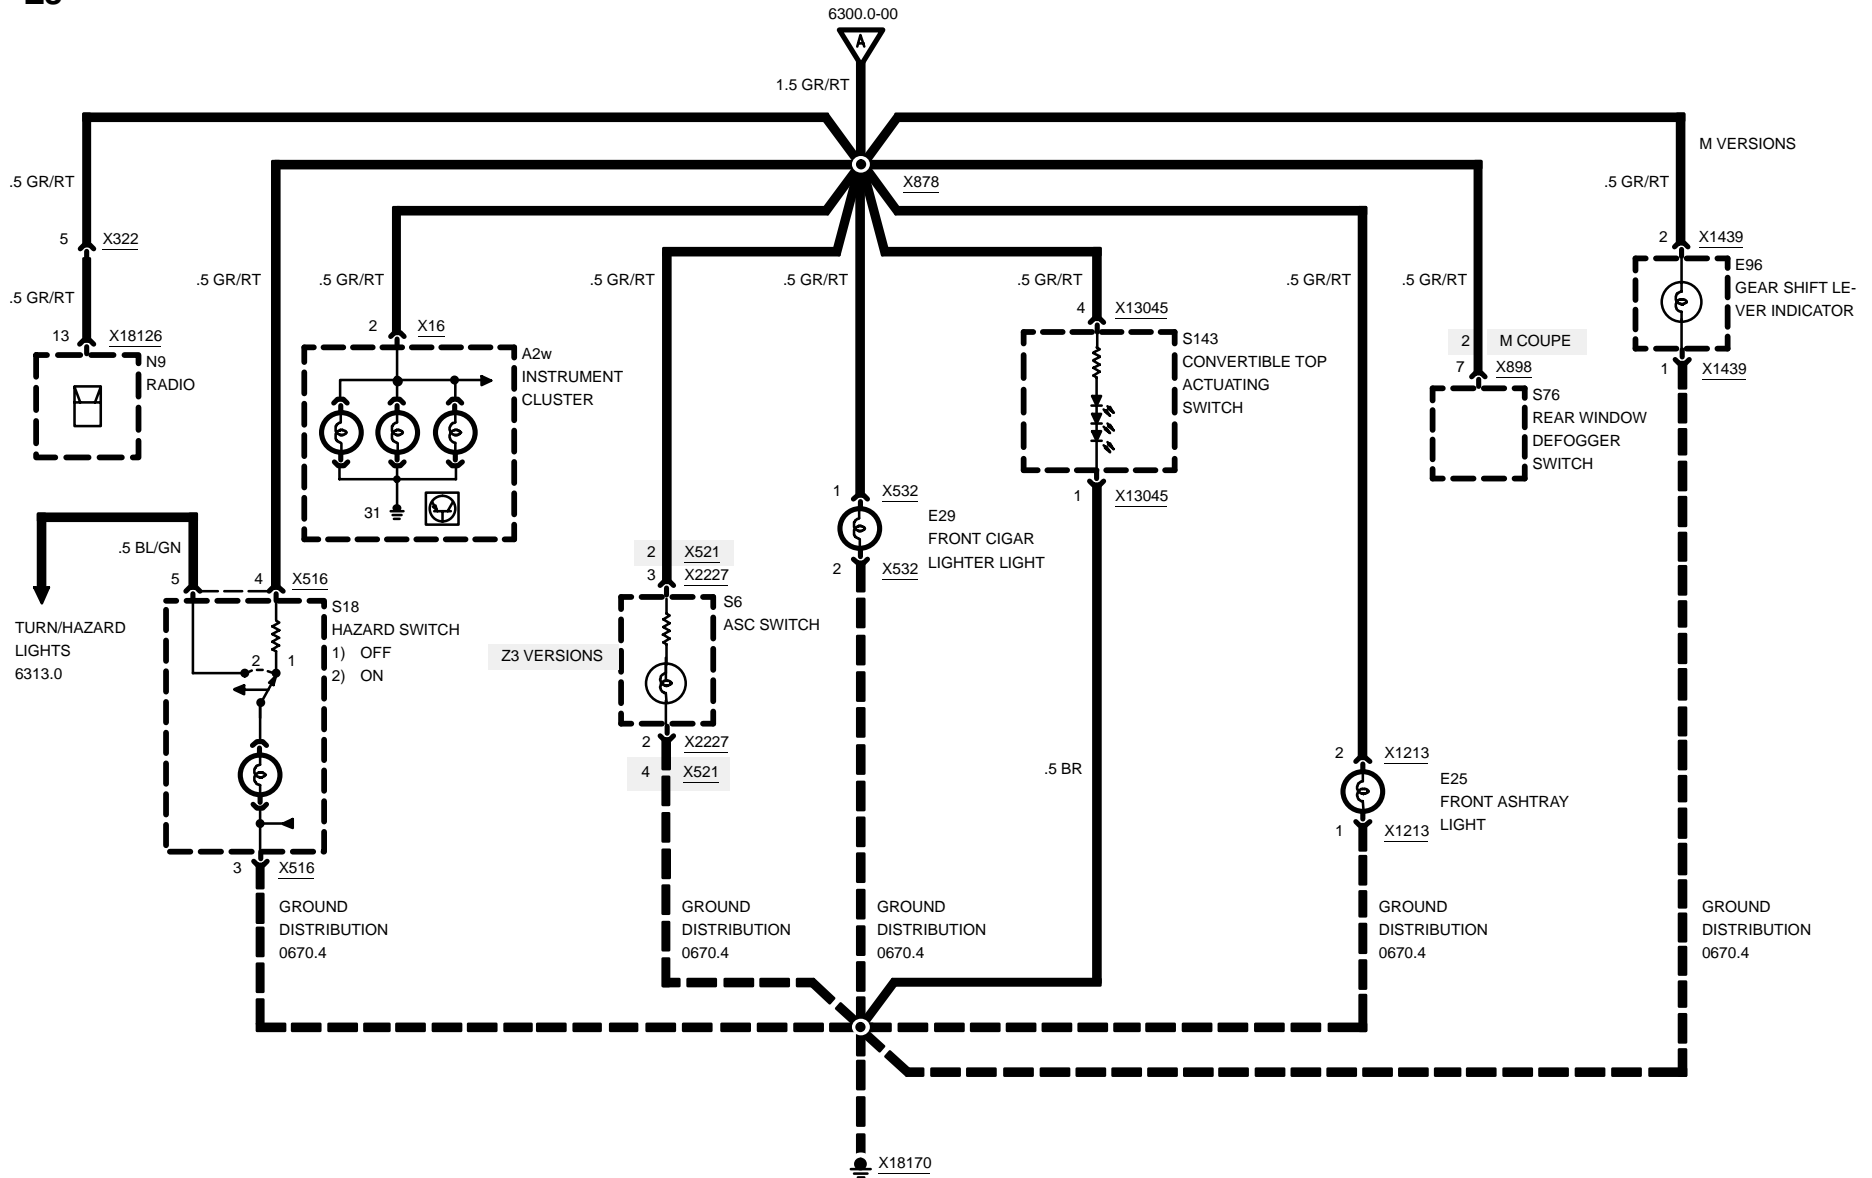 6300.0-00
A
1.5 GR/RT
M VERSIONS
.5 GR/RT
X878
.5 GR/RT
5 X322
2 X1439
.5 GR/RT
.5 GR/RT
.5 GR/RT
.5 GR/RT
.5 GR/RT
.5 GR/RT
.5 GR/RT
.5 GR/RT
.5 GR/RT
E96
GEAR SHIFT LE-
VER INDICATOR
13 X18126
N9
RADIO
2 X16
A2w
INSTRUMENT
CLUSTER
31
4 X13045
S143
CONVERTIBLE TOP
ACTUATING
SWITCH
1 X13045
2 M COUPE
7 X898
S76
REAR WINDOW
DEFOGGER
SWITCH
1 X1439
1 X532
E29
FRONT CIGAR
LIGHTER LIGHT
2 X532
.5 BL/GN
5 4 X516
TURN/HAZARD
LIGHTS
6313.0
S18
HAZARD SWITCH
1) OFF
2) ON
2 1
2 X521
3 X2227
S6
ASC SWITCH
Z3 VERSIONS
2 X2227
4 X521
.5 BR
2 X1213
E25
FRONT ASHTRAY
LIGHT
1 X1213
3 X516
GROUND
DISTRIBUTION
0670.4
GROUND
DISTRIBUTION
0670.4
GROUND
DISTRIBUTION
0670.4
GROUND
DISTRIBUTION
0670.4
GROUND
DISTRIBUTION
0670.4
X18170